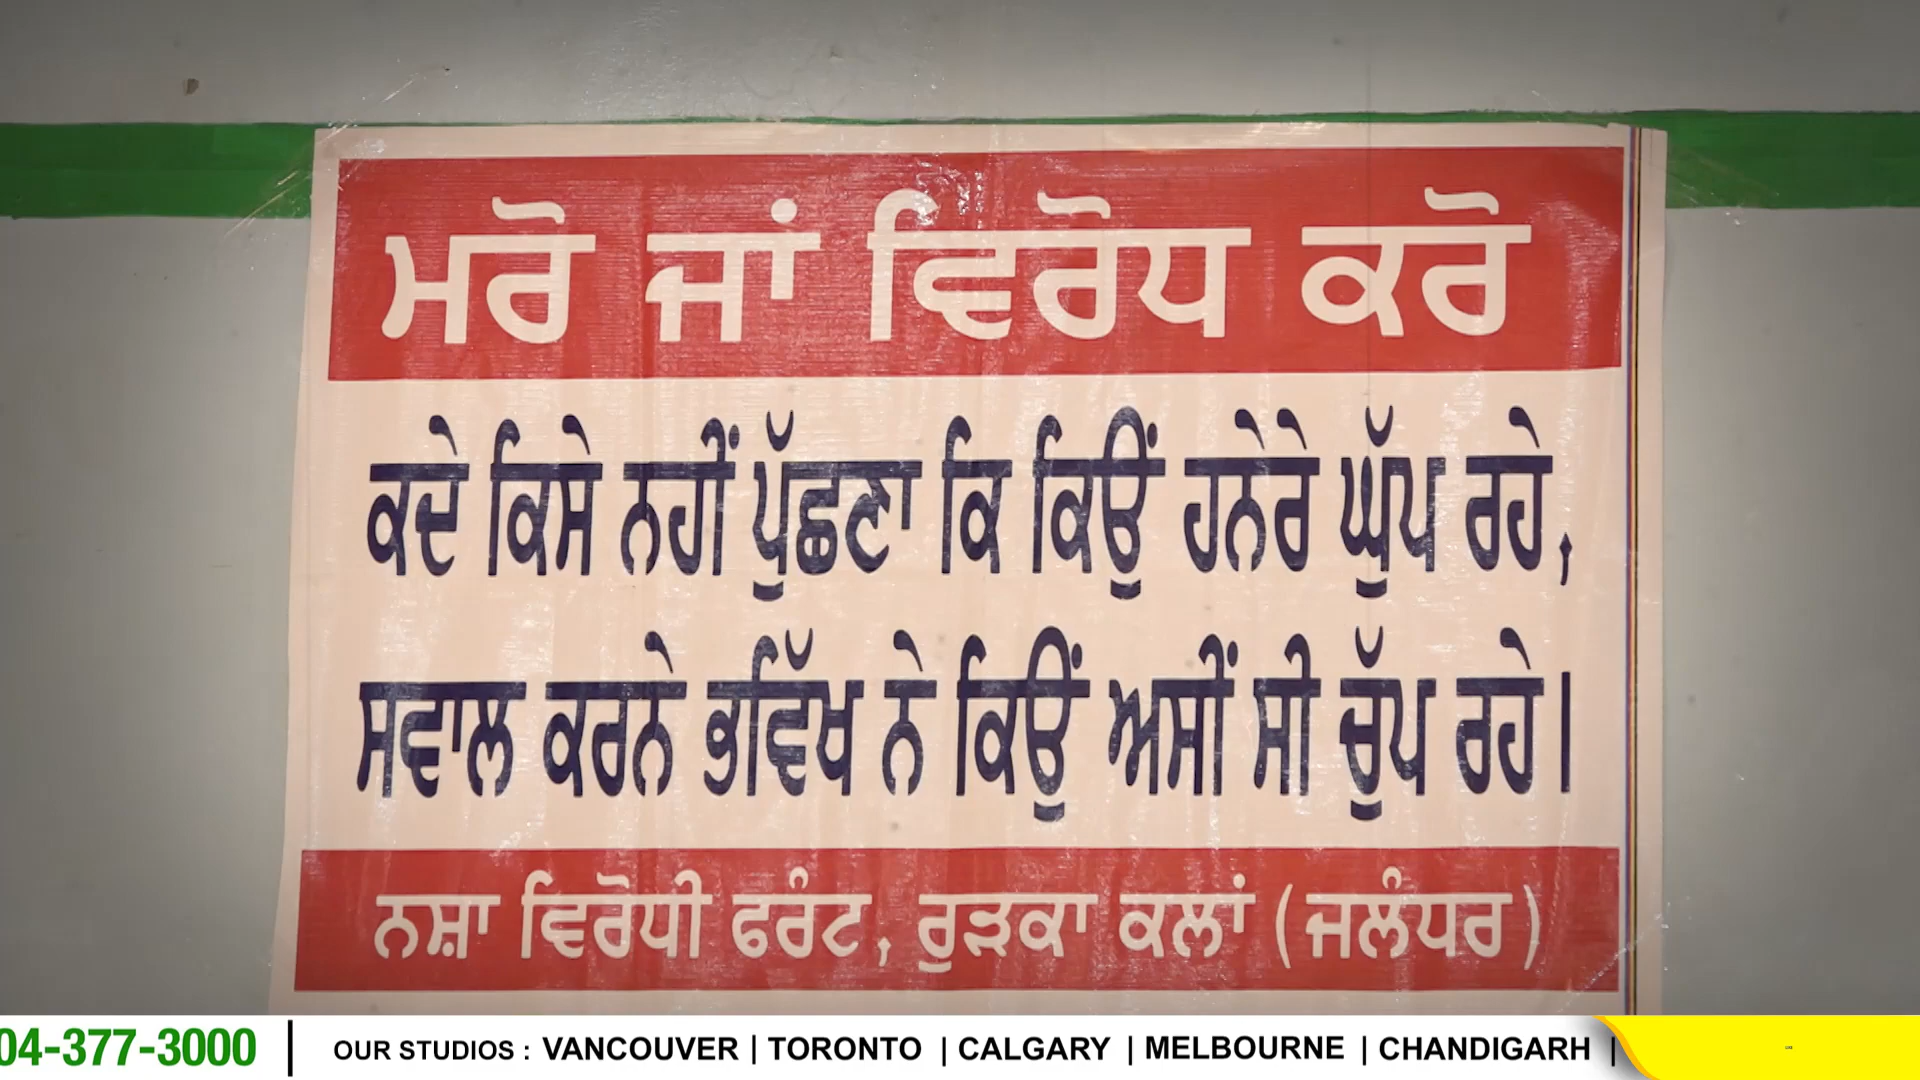 ਮਰੋ ਜਾਂ ਵਿਰੋਧ ਕਰੋ
ਕਦੇ ਕਿਸੇ ਨਹੀਂ ਪੁੱਛਣਾ ਕਿ ਕਿਉਂ ਹਨੇਰੇ ਘੁੱਪ ਰਹੇ,
ਸਵਾਲ ਕਰਨੇ ਭਵਿੱਖ ਨੇ ਕਿਉਂ ਅਸੀਂ ਸੀ ਚੁੱਪ ਰਹੇ।
ਨਸ਼ਾ ਵਿਰੋਧੀ ਫਰੰਟ, ਰੁੜਕਾ ਕਲਾਂ (ਜਲੰਧਰ)
04-377-3000 | OUR STUDIOS : VANCOUVER | TORONTO | CALGARY | MELBOURNE | CHANDIGARH |